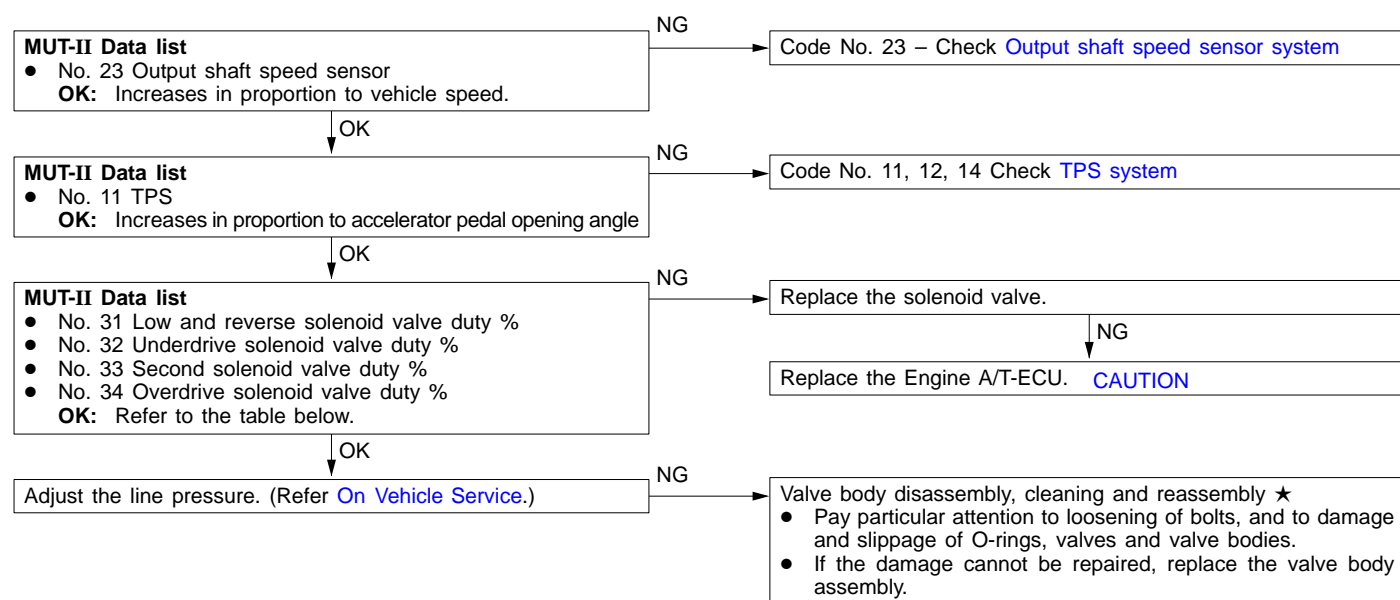 MUT-II Data list
● No. 23 Output shaft speed sensor
OK: Increases in proportion to vehicle speed.
NG
Code No. 23 – Check Output shaft speed sensor system
OK
MUT-II Data list
● No. 11 TPS
OK: Increases in proportion to accelerator pedal opening angle
NG
Code No. 11, 12, 14 Check TPS system
OK
MUT-II Data list
● No. 31 Low and reverse solenoid valve duty %
● No. 32 Underdrive solenoid valve duty %
● No. 33 Second solenoid valve duty %
● No. 34 Overdrive solenoid valve duty %
OK: Refer to the table below.
NG
Replace the solenoid valve.
NG
Replace the Engine A/T-ECU. CAUTION
OK
Adjust the line pressure. (Refer On Vehicle Service.)
NG
Valve body disassembly, cleaning and reassembly ★
● Pay particular attention to loosening of bolts, and to damage
and slippage of O-rings, valves and valve bodies.
● If the damage cannot be repaired, replace the valve body
assembly.